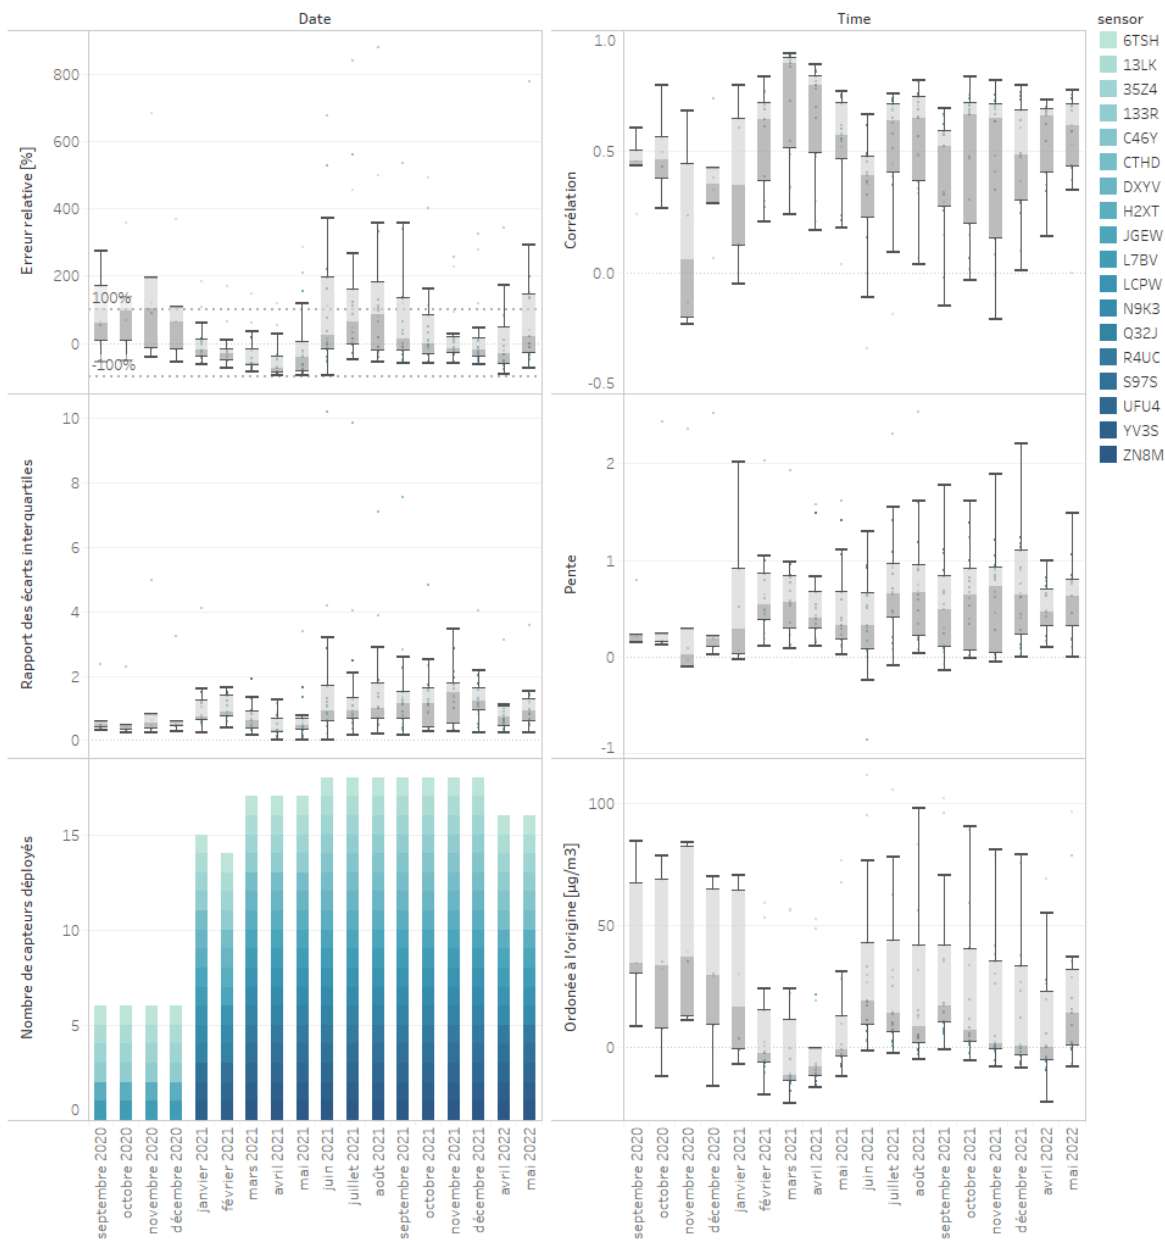 Date
Time
sensor
Erreur relative [%]
800
600
400
200
0
100%
-100%
Corrélation
1.0
0.5
0.0
-0.5
6TSH
13LK
35Z4
133R
C46Y
CTHD
DXYV
H2XT
JGEW
L7BV
LCPW
N9K3
Q32J
R4UC
S97S
UFU4
YV3S
ZN8M
Rapport des écarts interquartiles
10
8
6
4
2
0
Pente
2
1
0
-1
Nombre de capteurs déployés
15
10
5
0
Ordonée à l'origine [µg/m3]
100
50
0
septembre 2020
octobre 2020
novembre 2020
décembre 2020
janvier 2021
février 2021
mars 2021
avril 2021
mai 2021
juin 2021
juillet 2021
août 2021
septembre 2021
octobre 2021
novembre 2021
décembre 2021
avril 2022
mai 2022
septembre 2020
octobre 2020
novembre 2020
décembre 2020
janvier 2021
février 2021
mars 2021
avril 2021
mai 2021
juin 2021
juillet 2021
août 2021
septembre 2021
octobre 2021
novembre 2021
décembre 2021
avril 2022
mai 2022